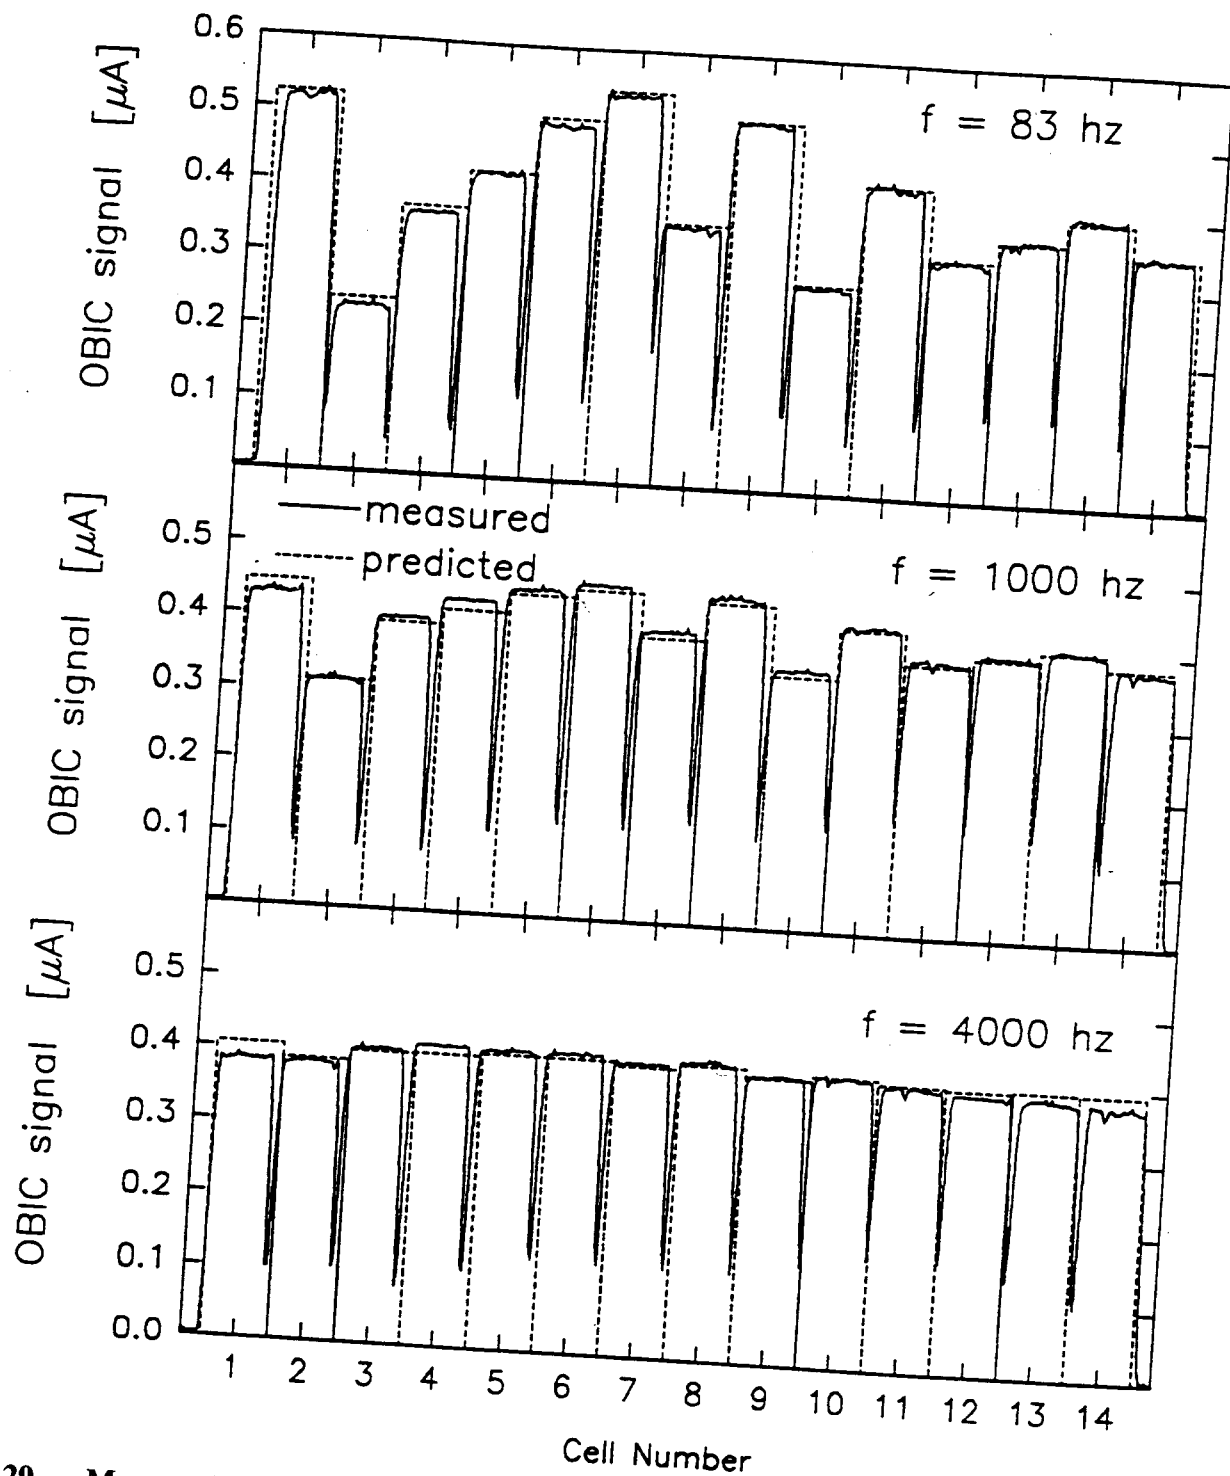 0.6
0.5
0.4
0.3
0.2
0.1
OBIC signal [μA]
f = 83 hz
measured
predicted
0.5
0.4
0.3
0.2
0.1
OBIC signal [μA]
f = 1000 hz
0.5
0.4
0.3
0.2
0.1
0.0
OBIC signal [μA]
f = 4000 hz
1 2 3 4 5 6 7 8 9 10 11 12 13 14
Cell Number